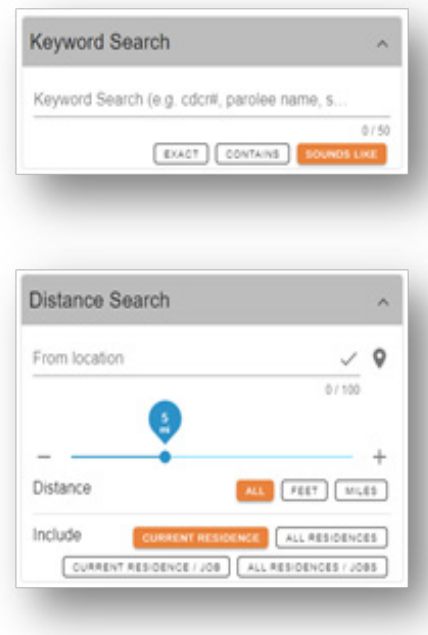 Keyword Search
Keyword Search (e.g. cdcr#, parolee name, s...
0 / 50
EXACT CONTAINS SOUNDS LIKE
Distance Search
From location
0 / 100
5
mi
Distance ALL FEET MILES
Include CURRENT RESIDENCE ALL RESIDENCES
CURRENT RESIDENCE / JOB ALL RESIDENCES / JOBS